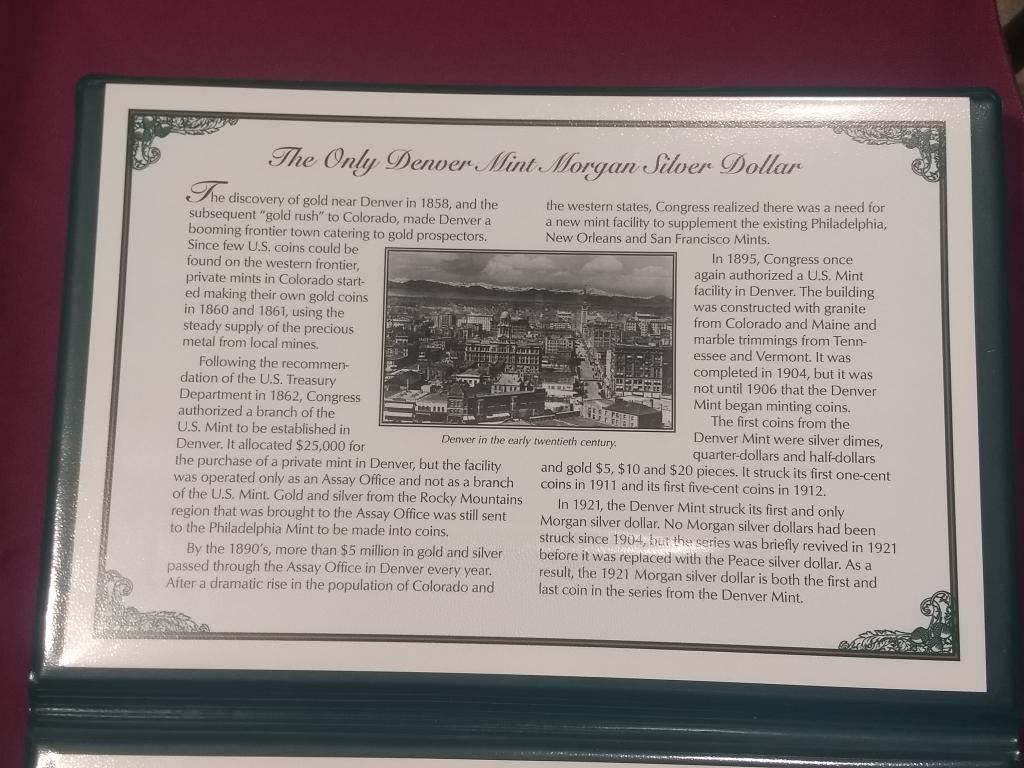 The Only Denver Mint Morgan Silver Dollar
The discovery of gold near Denver in 1858, and the
subsequent "gold rush" to Colorado, made Denver a
booming frontier town catering to gold prospectors.
Since few U.S. coins could be
found on the western frontier,
private mints in Colorado start-
ed making their own gold coins
in 1860 and 1861, using the
steady supply of the precious
metal from local mines.
Following the recommen-
dation of the U.S. Treasury
Department in 1862, Congress
authorized a branch of the
U.S. Mint to be established in
Denver. It allocated $25,000 for
the purchase of a private mint in Denver, but the facility
was operated only as an Assay Office and not as a branch
of the U.S. Mint. Gold and silver from the Rocky Mountains
region that was brought to the Assay Office was still sent
to the Philadelphia Mint to be made into coins.
By the 1890's, more than $5 million in gold and silver
passed through the Assay Office in Denver every year.
After a dramatic rise in the population of Colorado and
the western states, Congress realized there was a need for
a new mint facility to supplement the existing Philadelphia,
New Orleans and San Francisco Mints.
In 1895, Congress once
again authorized a U.S. Mint
facility in Denver. The building
was constructed with granite
from Colorado and Maine and
marble trimmings from Tenn-
essee and Vermont. It was
completed in 1904, but it was
not until 1906 that the Denver
Mint began minting coins.
The first coins from the
Denver Mint were silver dimes,
quarter-dollars and half-dollars
and gold $5, $10 and $20 pieces. It struck its first one-cent
coins in 1911 and its first five-cent coins in 1912.
In 1921, the Denver Mint struck its first and only
Morgan silver dollar. No Morgan silver dollars had been
struck since 1904, but the series was briefly revived in 1921
before it was replaced with the Peace silver dollar. As a
result, the 1921 Morgan silver dollar is both the first and
last coin in the series from the Denver Mint.
Denver in the early twentieth century.